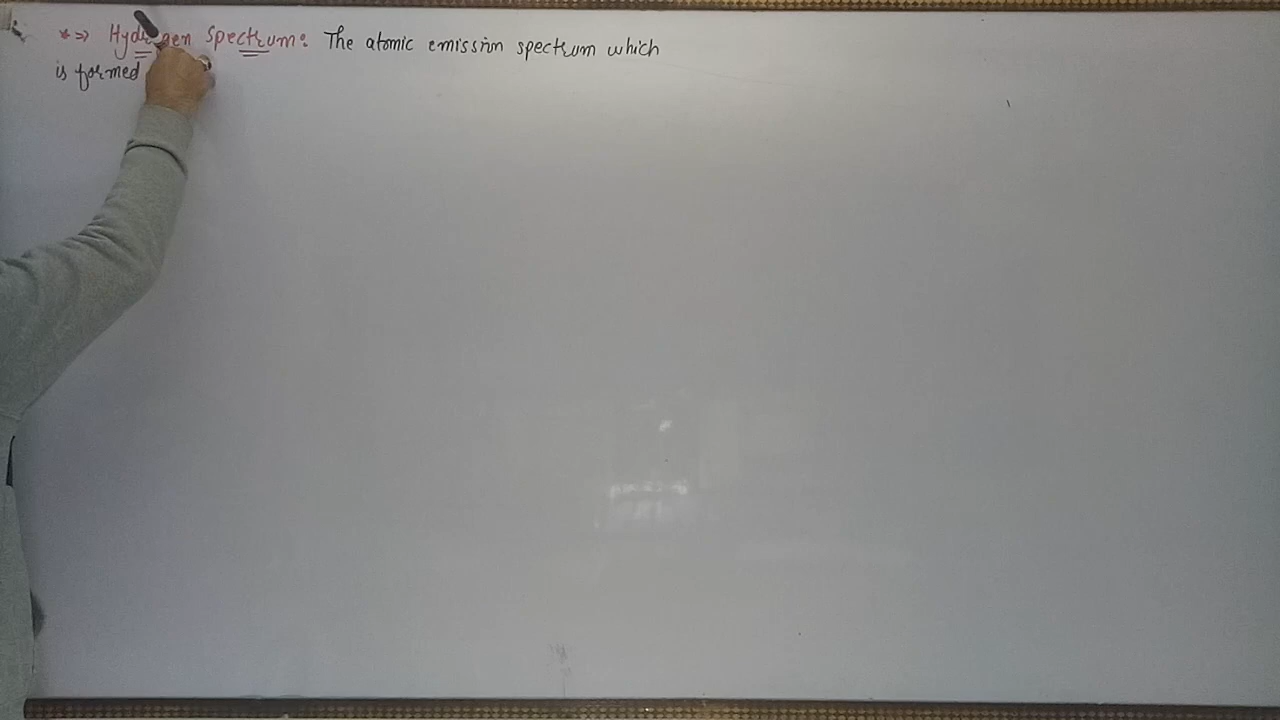 *⇒ Hydrogen Spectrum: The atomic emission spectrum which
is formed